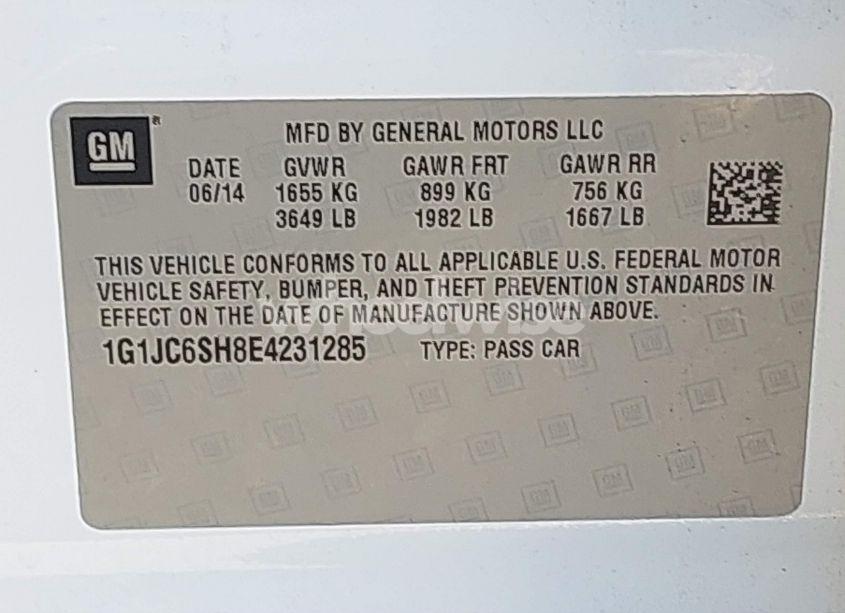 GM®
MFD BY GENERAL MOTORS LLC
DATE GVWR GAWR FRT GAWR RR
06/14 1655 KG 899 KG 756 KG
3649 LB 1982 LB 1667 LB
THIS VEHICLE CONFORMS TO ALL APPLICABLE U.S. FEDERAL MOTOR
VEHICLE SAFETY, BUMPER, AND THEFT PREVENTION STANDARDS IN
EFFECT ON THE DATE OF MANUFACTURE SHOWN ABOVE.
1G1JC6SH8E4231285 TYPE: PASS CAR